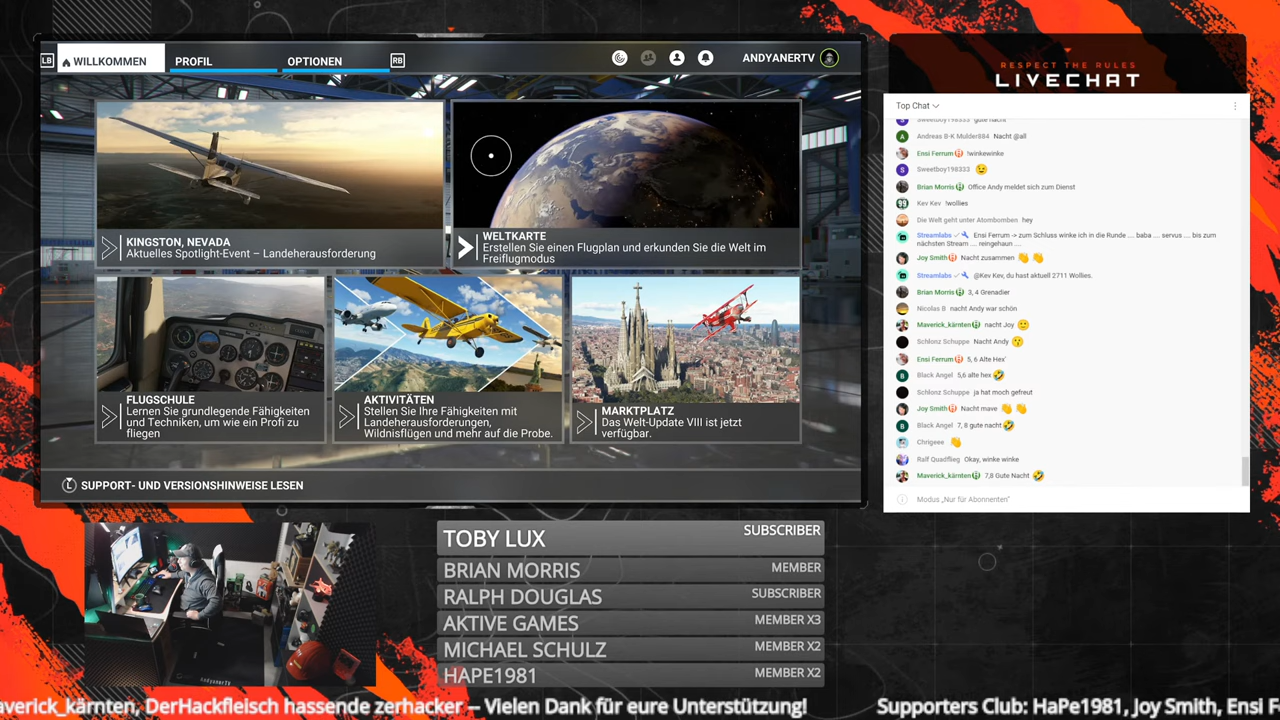 LB
WILLKOMMEN
PROFIL
OPTIONEN
RB
ANDYANERTV
KINGSTON, NEVADA
Aktuelles Spotlight-Event – Landeherausforderung
WELTKARTE
Erstellen Sie einen Flugplan und erkunden Sie die Welt im
Freiflugmodus
FLUGSCHULE
Lernen Sie grundlegende Fähigkeiten
und Techniken, um wie ein Profi zu
fliegen
AKTIVITÄTEN
Stellen Sie Ihre Fähigkeiten mit
Landeherausforderungen,
Wildnisflügen und mehr auf die Probe.
MARKTPLATZ
Das Welt-Update VIII ist jetzt
verfügbar.
SUPPORT- UND VERSIONSHINWEISE
RESPECT THE RULES
LIVECHAT
Top Chat
Sweetboy198333 gute nacht
Andreas B-K Mulder884 Nacht @all
Ensi Ferrum !winkewinke
Sweetboy198333
Brian Morris Office Andy meldet sich zum Dienst
Kev Kev !wollies
Die Welt geht unter Atombomben hey
Streamlabs Ensi Ferrum -> zum Schluss winke ich in die Runde .... baba .... servus .... bis zum
nächsten Stream .... reingehaun ....
Joy Smith Nacht zusammen
Streamlabs @Kev Kev, du hast aktuell 2711 Wollies.
Brian Morris 3, 4 Grenadier
Nicolas B nacht Andy war schön
Maverick_kärnten nacht Joy
Schlonz Schuppe Nacht Andy
Ensi Ferrum 5, 6 Alte Hex'
Black Angel 5,6 alte hex
Schlonz Schuppe ja hat moch gefreut
Joy Smith Nacht mave
Black Angel 7, 8 gute nacht
Chrigeee
Ralf Quadflieg Okay, winke winke
Maverick_kärnten 7,8 Gute Nacht
Modus „Nur für Abonnenten"
TOBY LUX SUBSCRIBER
BRIAN MORRIS MEMBER
RALPH DOUGLAS SUBSCRIBER
AKTIVE GAMES MEMBER X3
MICHAEL SCHULZ MEMBER X2
HAPE1981 MEMBER X2
averick_kärnten, DerHackfleisch hassende zerhacker – Vielen Dank für eure Unterstützung!
Supporters Club: HaPe1981, Joy Smith, Ensi F